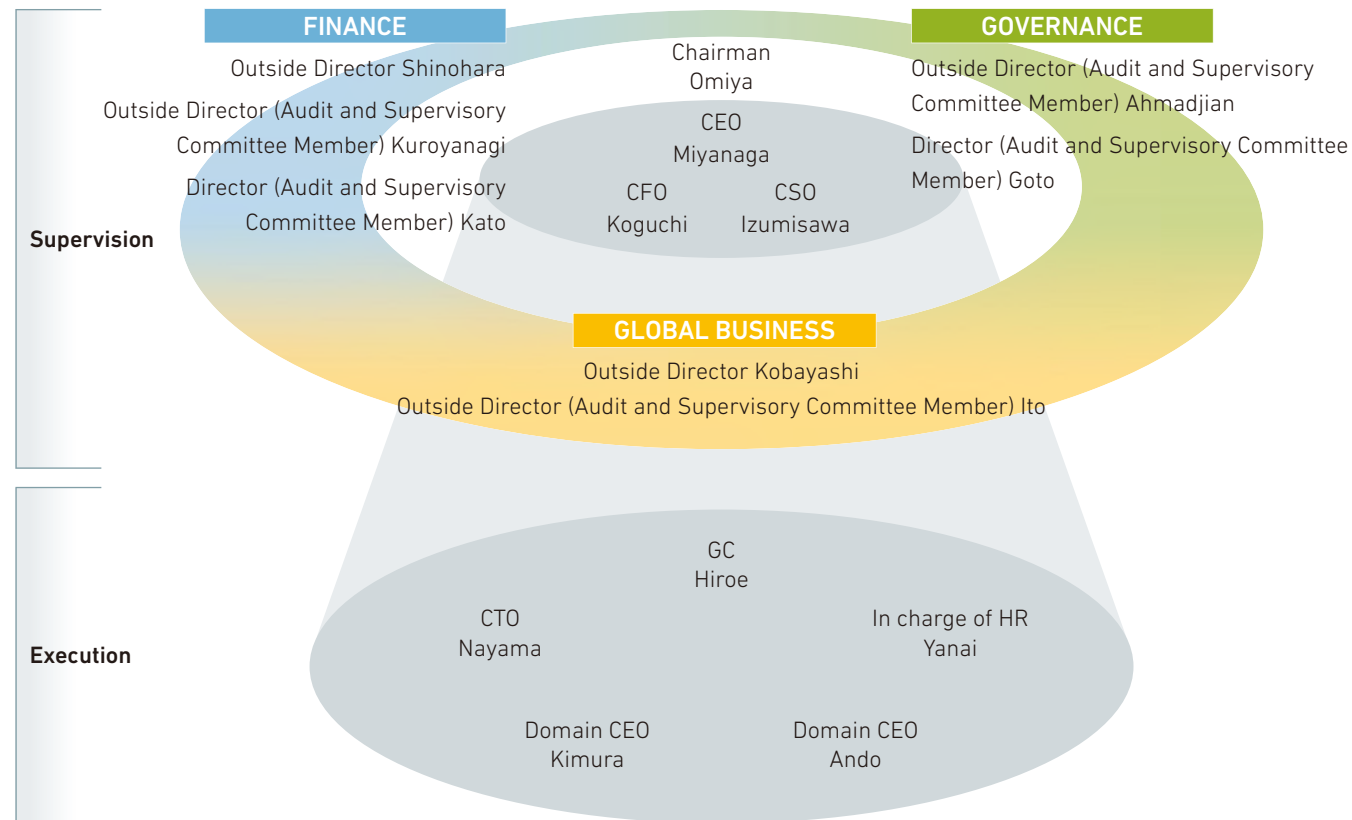 Supervision
FINANCE
Outside Director Shinohara
Outside Director (Audit and Supervisory
Committee Member) Kuroyanagi
Director (Audit and Supervisory
Committee Member) Kato
Chairman
Omiya
CEO
Miyanaga
CFO
Koguchi
CSO
Izumisawa
GOVERNANCE
Outside Director (Audit and Supervisory
Committee Member) Ahmadjian
Director (Audit and Supervisory Committee
Member) Goto
GLOBAL BUSINESS
Outside Director Kobayashi
Outside Director (Audit and Supervisory Committee Member) Ito
Execution
GC
Hiroe
CTO
Nayama
In charge of HR
Yanai
Domain CEO
Kimura
Domain CEO
Ando